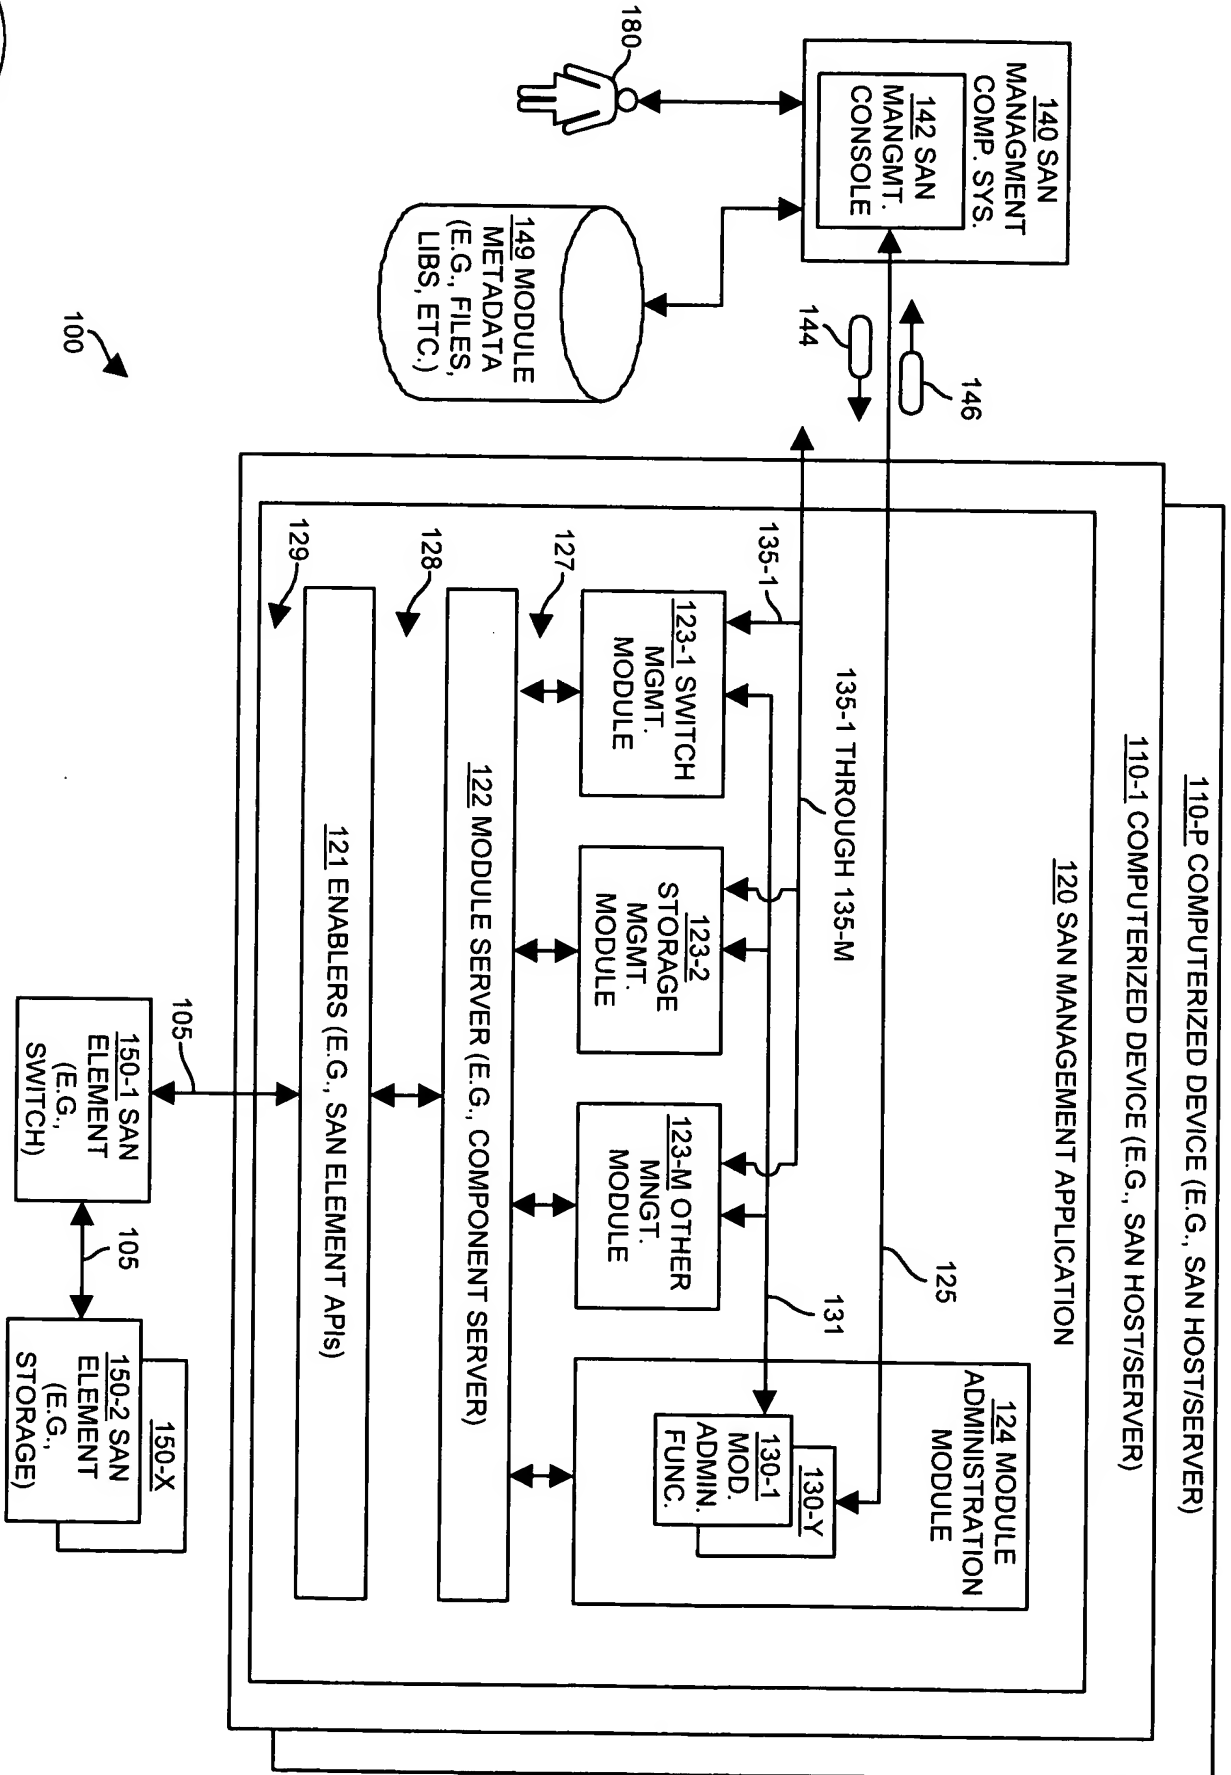 110-P COMPUTERIZED DEVICE (E.G., SAN HOST/SERVER)
110-1 COMPUTERIZED DEVICE (E.G., SAN HOST/SERVER)
120 SAN MANAGEMENT APPLICATION
140 SAN
MANAGMENT
COMP. SYS.
142 SAN
MANGMT.
CONSOLE
180
146
144
149 MODULE
METADATA
(E.G., FILES,
LIBS, ETC.)
100
125
124 MODULE
ADMINISTRATION
MODULE
130-Y
130-1
MOD.
ADMIN.
FUNC.
135-1 THROUGH 135-M
131
135-1
123-1 SWITCH
MGMT.
MODULE
123-2
STORAGE
MGMT.
MODULE
123-M OTHER
MNGT.
MODULE
127
122 MODULE SERVER (E.G., COMPONENT SERVER)
128
121 ENABLERS (E.G., SAN ELEMENT APIs)
129
105
150-1 SAN
ELEMENT
(E.G.,
SWITCH)
105
150-X
150-2 SAN
ELEMENT
(E.G.,
STORAGE)